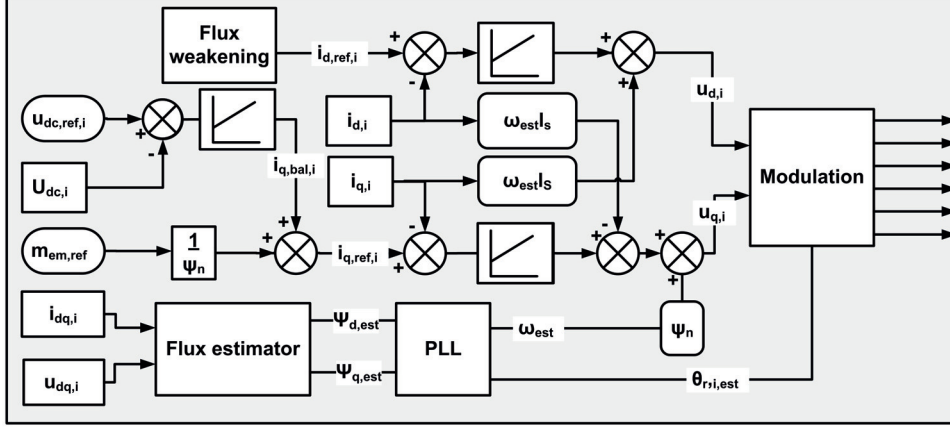 Flux
weakening
i_d,ref,i
+
-
+
+
u_d,i
u_dc,ref,i
+
-
i_d,i
ω_est l_s
U_dc,i
i_q,bal,i
i_q,i
ω_est l_S
Modulation
+
+
-
+
-
+
+
+
u_q,i
m_em,ref
1
ψ_n
i_q,ref,i
i_dq,i
u_dq,i
Flux estimator
Ψ_d,est
Ψ_q,est
PLL
ω_est
ψ_n
θ_r,i,est